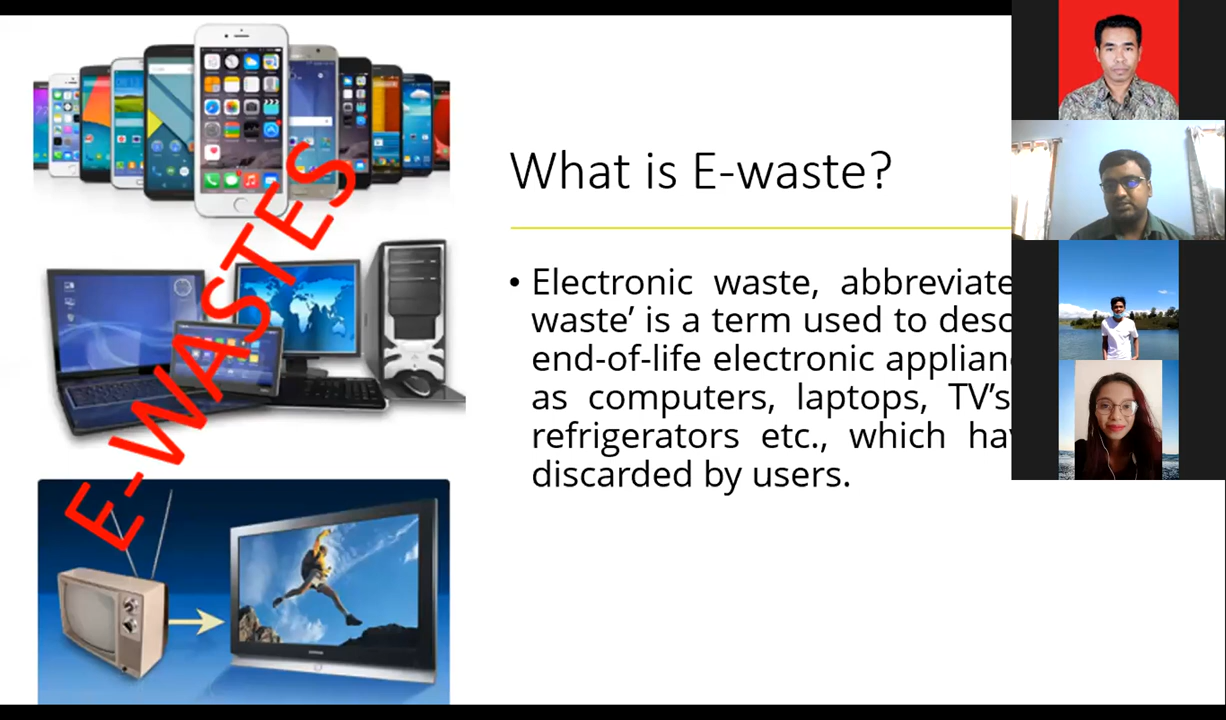 E-WASTES
What is E-waste?
• Electronic waste, abbreviate
waste’ is a term used to desc
end-of-life electronic applian
as computers, laptops, TV’s
refrigerators etc., which hav
discarded by users.